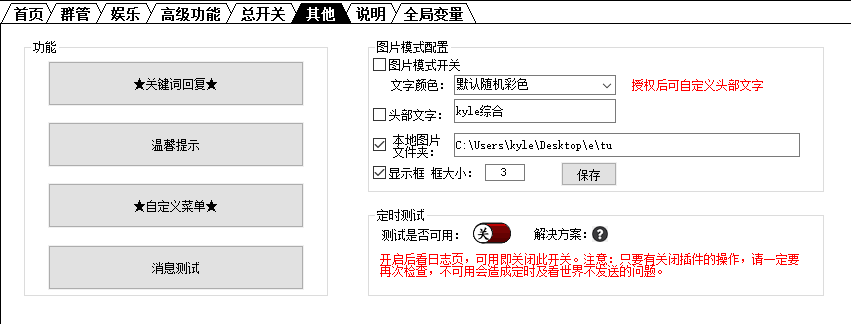 首页 群管 娱乐 高级功能 总开关 其他 说明 全局变量
功能
★关键词回复★
温馨提示
★自定义菜单★
消息测试
图片模式配置
图片模式开关
文字颜色： 默认随机彩色 授权后可自定义头部文字
头部文字： kyle综合
本地图片
文件夹： C:\Users\kyle\Desktop\e\tu
显示框 框大小： 3 保存
定时测试
测试是否可用： 关 解决方案： ?
开启后看日志页，可用即关闭此开关。注意：只要有关闭插件的操作，请一定要
再次检查，不可用会造成定时及看世界不发送的问题。